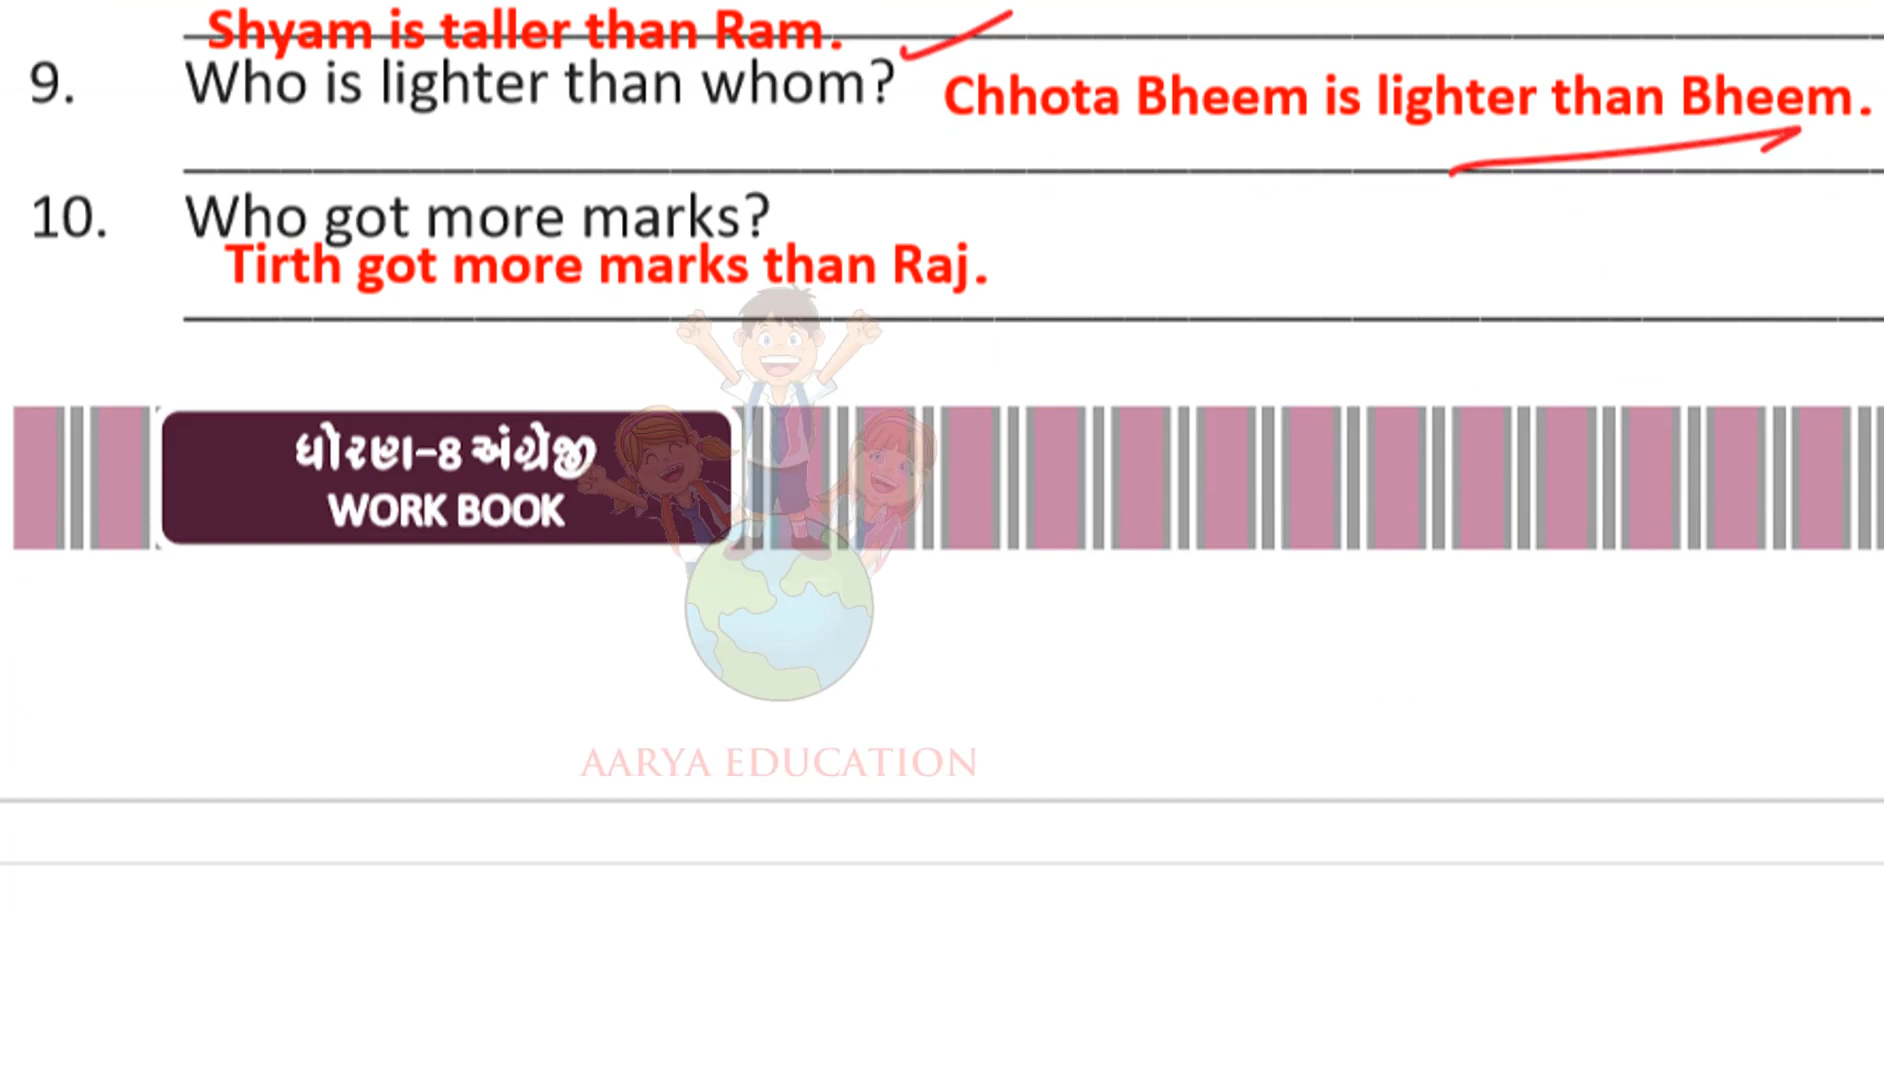 Shyam is taller than Ram.
9. Who is lighter than whom? Chhota Bheem is lighter than Bheem.
10. Who got more marks?
Tirth got more marks than Raj.
ધોરણ-8 અંગ્રેજી
WORK BOOK
AARYA EDUCATION